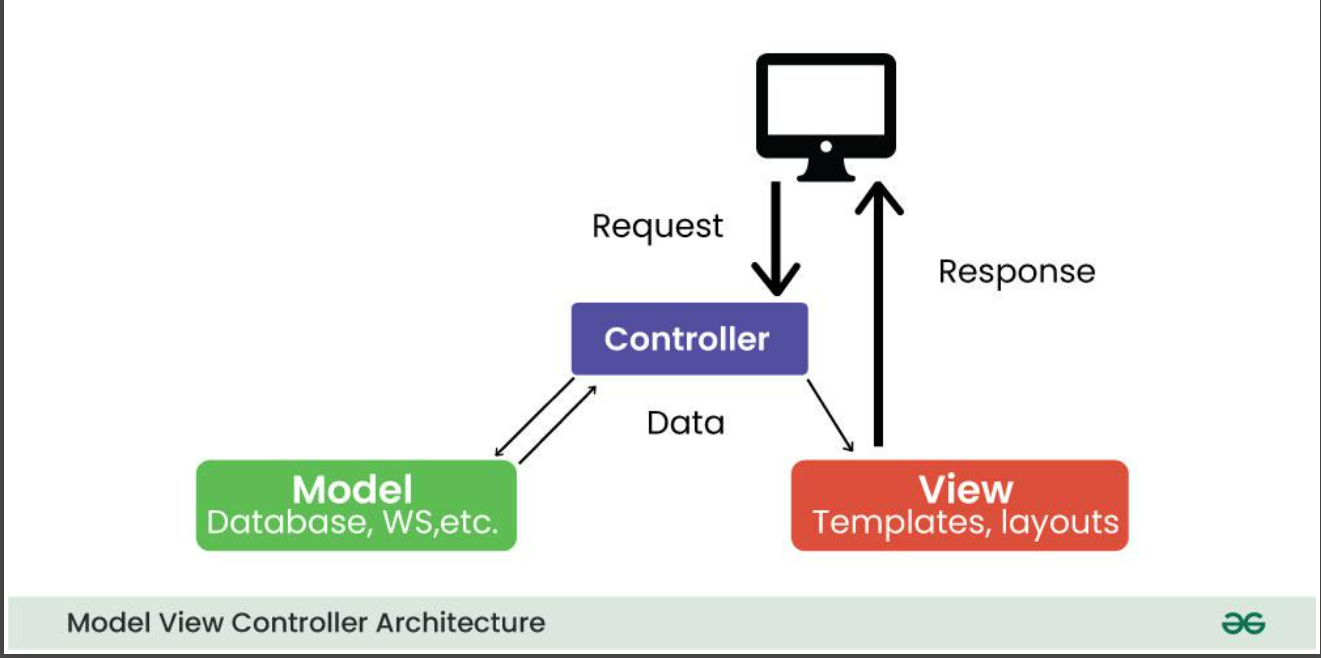 Request
Response
Controller
Data
Model
Database, WS,etc.
View
Templates, layouts
Model View Controller Architecture